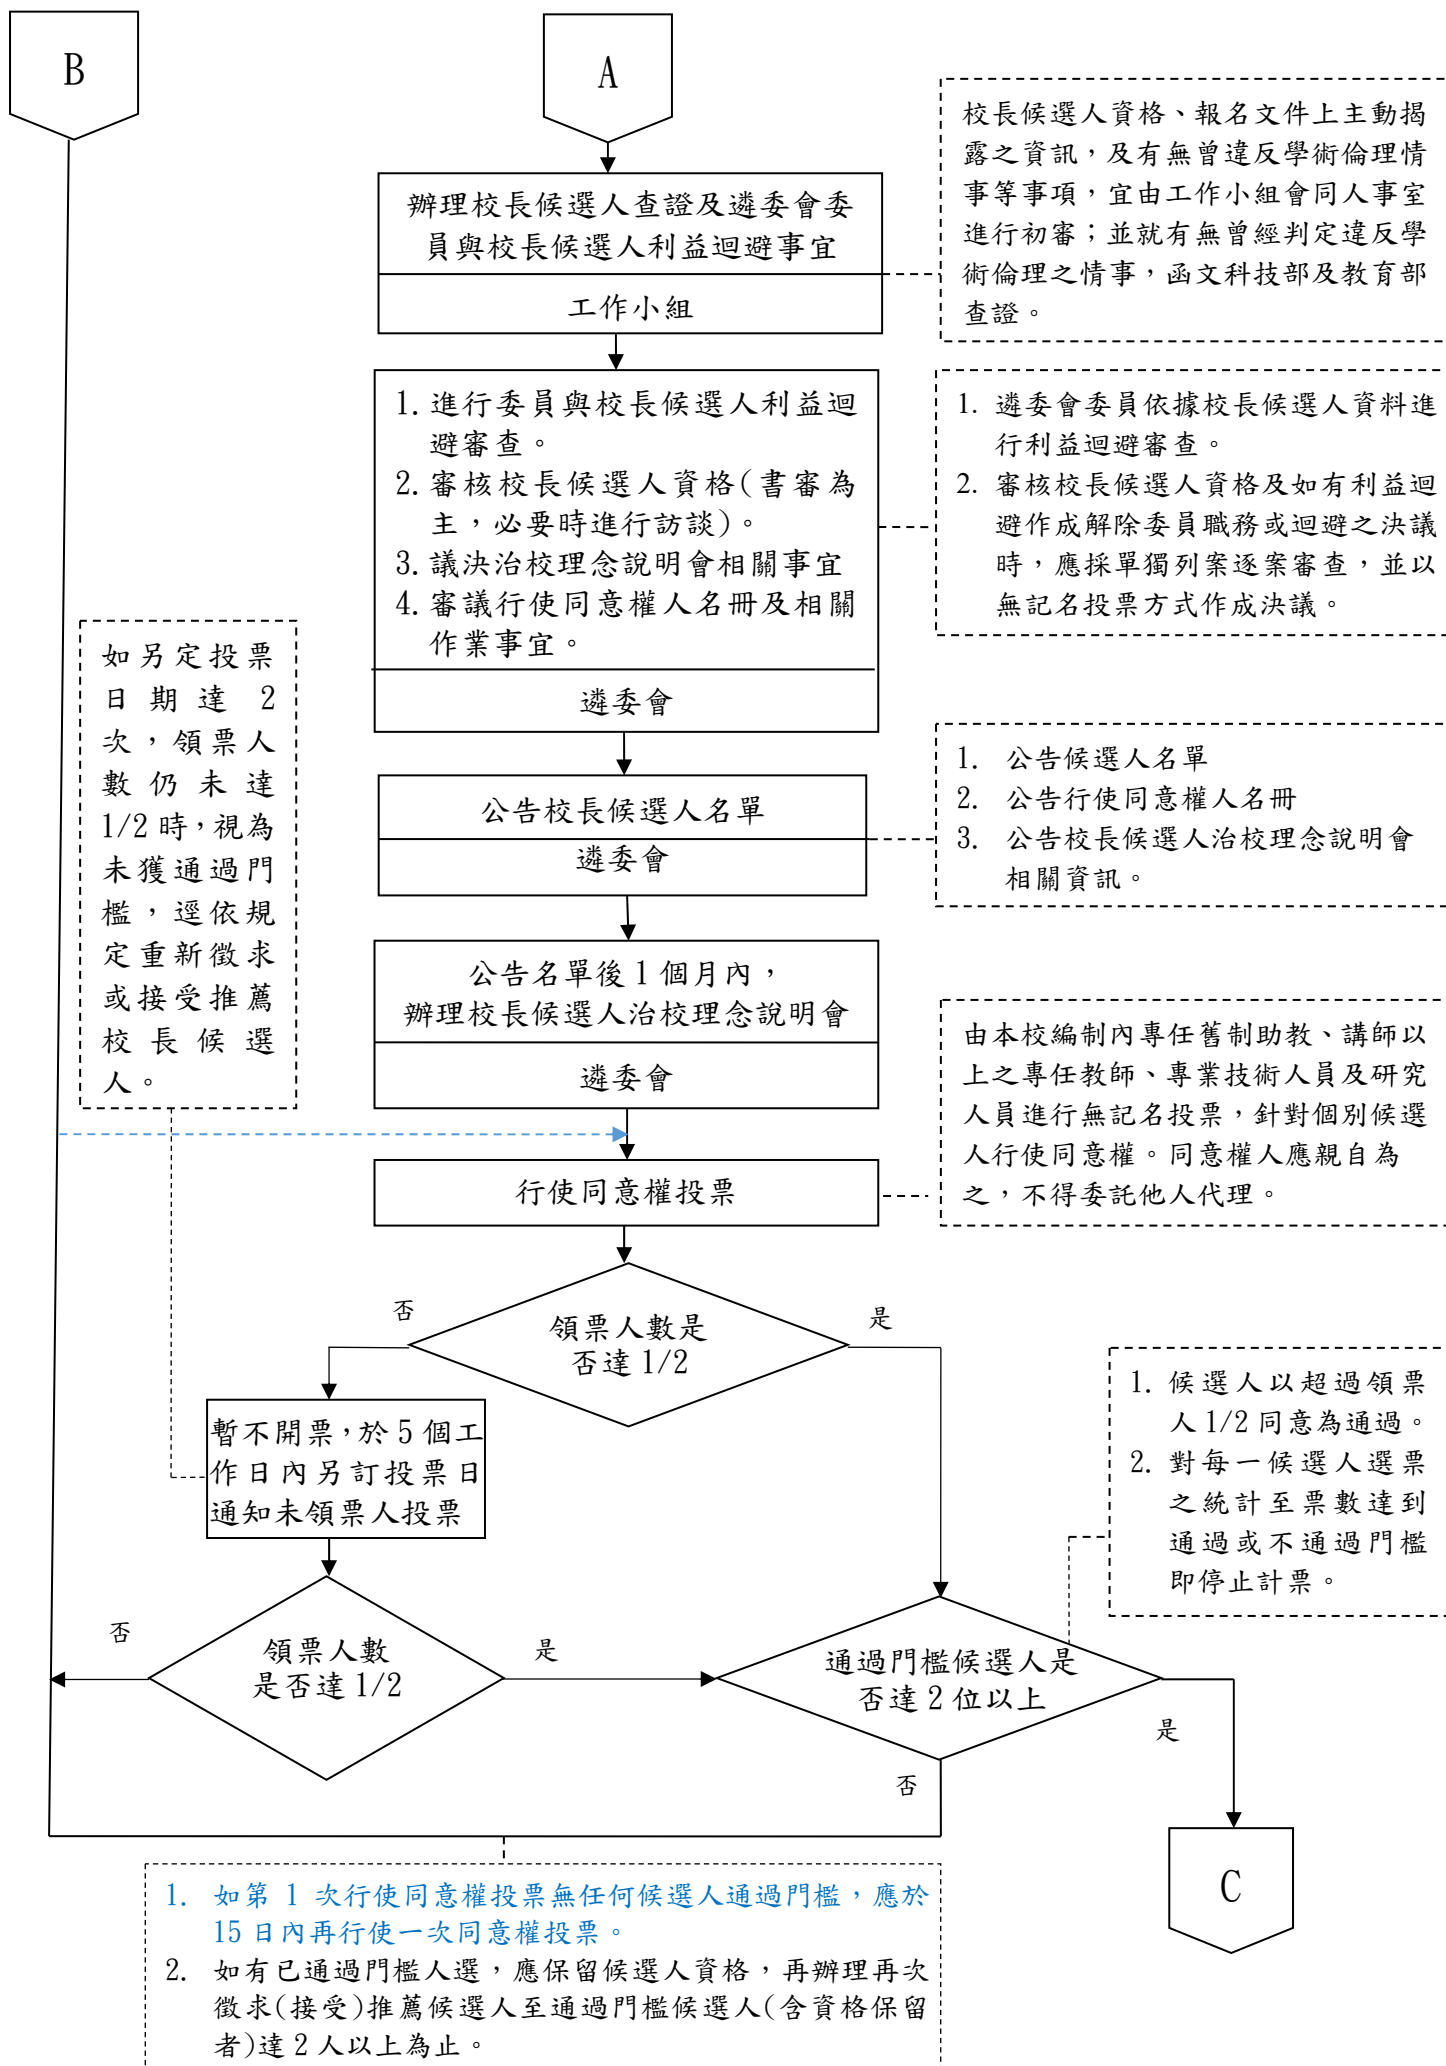 B
A
辦理校長候選人查證及遴委會委
員與校長候選人利益迴避事宜
工作小組
校長候選人資格、報名文件上主動揭
露之資訊，及有無曾違反學術倫理情
事等事項，宜由工作小組會同人事室
進行初審；並就有無曾經判定違反學
術倫理之情事，函文科技部及教育部
查證。
1. 進行委員與校長候選人利益迴
避審查。
2. 審核校長候選人資格(書審為
主，必要時進行訪談)。
3. 議決治校理念說明會相關事宜
4. 審議行使同意權人名冊及相關
作業事宜。
遴委會
1. 遴委會委員依據校長候選人資料進
行利益迴避審查。
2. 審核校長候選人資格及如有利益迴
避作成解除委員職務或迴避之決議
時，應採單獨列案逐案審查，並以
無記名投票方式作成決議。
如另定投票
日期達 2
次，領票人
數仍未達
1/2 時，視為
未獲通過門
檻，逕依規
定重新徵求
或接受推薦
校長候選
人。
公告校長候選人名單
遴委會
1. 公告候選人名單
2. 公告行使同意權人名冊
3. 公告校長候選人治校理念說明會
相關資訊。
公告名單後 1 個月內，
辦理校長候選人治校理念說明會
遴委會
由本校編制內專任舊制助教、講師以
上之專任教師、專業技術人員及研究
人員進行無記名投票，針對個別候選
人行使同意權。同意權人應親自為
之，不得委託他人代理。
行使同意權投票
領票人數是
否達 1/2
否
是
暫不開票，於 5 個工
作日內另訂投票日
通知未領票人投票
1. 候選人以超過領票
人 1/2 同意為通過。
2. 對每一候選人選票
之統計至票數達到
通過或不通過門檻
即停止計票。
領票人數
是否達 1/2
否
是
通過門檻候選人是
否達 2 位以上
是
否
C
1. 如第 1 次行使同意權投票無任何候選人通過門檻，應於
15 日內再行使一次同意權投票。
2. 如有已通過門檻人選，應保留候選人資格，再辦理再次
徵求(接受)推薦候選人至通過門檻候選人(含資格保留
者)達 2 人以上為止。